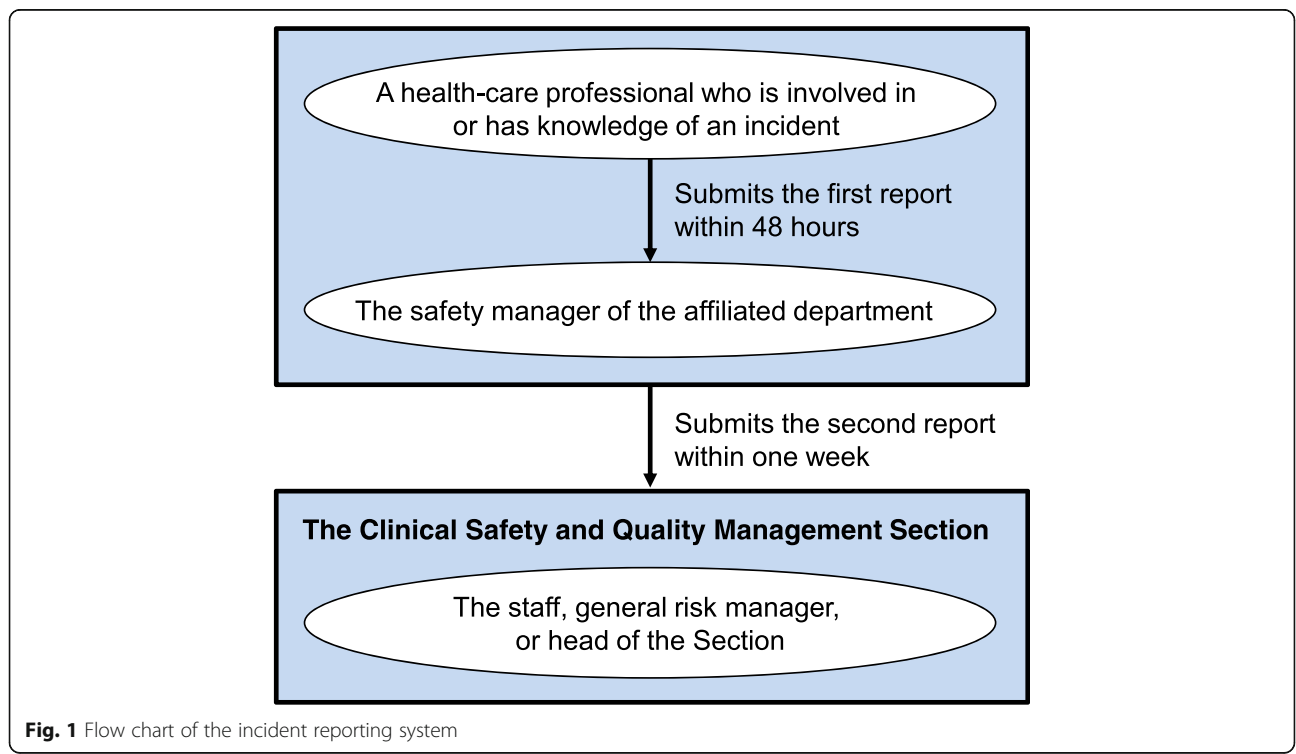 A health-care professional who is involved in
or has knowledge of an incident
Submits the first report
within 48 hours
The safety manager of the affiliated department
Submits the second report
within one week
The Clinical Safety and Quality Management Section
The staff, general risk manager,
or head of the Section
Fig. 1 Flow chart of the incident reporting system